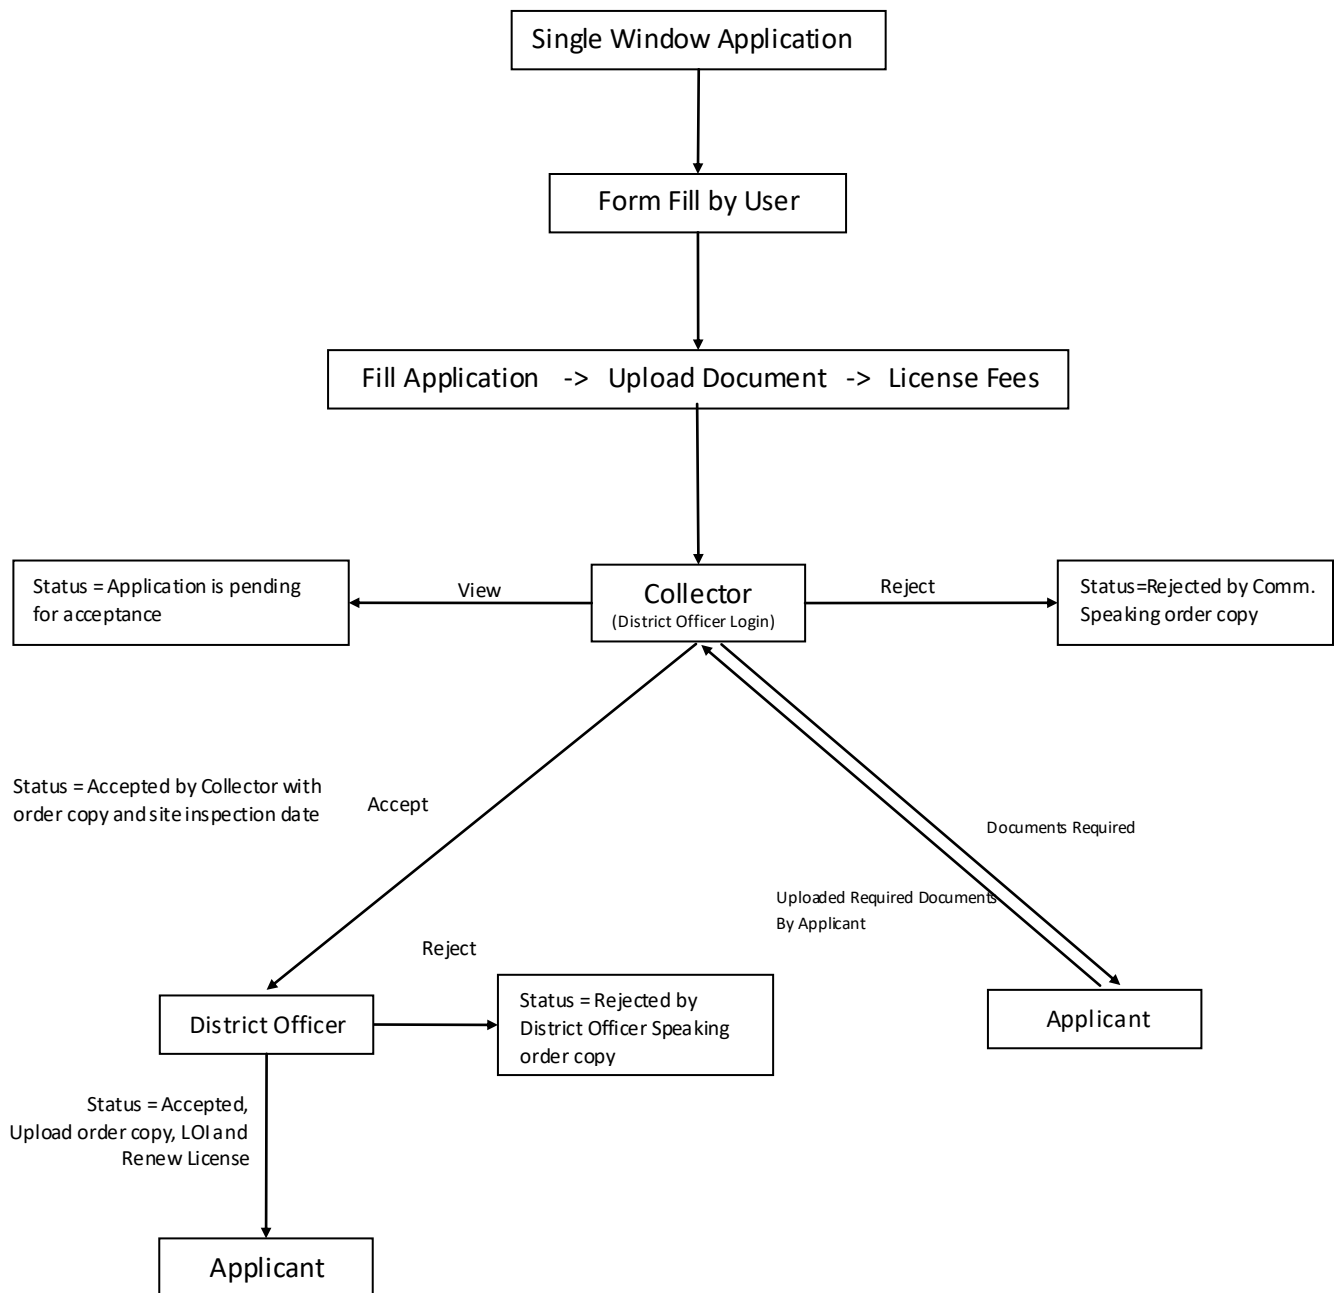 Single Window Application
Form Fill by User
Fill Application -> Upload Document -> License Fees
Status = Application is pending
for acceptance
View
Collector
(District Officer Login)
Reject
Status=Rejected by Comm.
Speaking order copy
Status = Accepted by Collector with
order copy and site inspection date
Accept
Documents Required
Uploaded Required Documents
By Applicant
Reject
District Officer
Status = Rejected by
District Officer Speaking
order copy
Applicant
Status = Accepted,
Upload order copy, LOI and
Renew License
Applicant